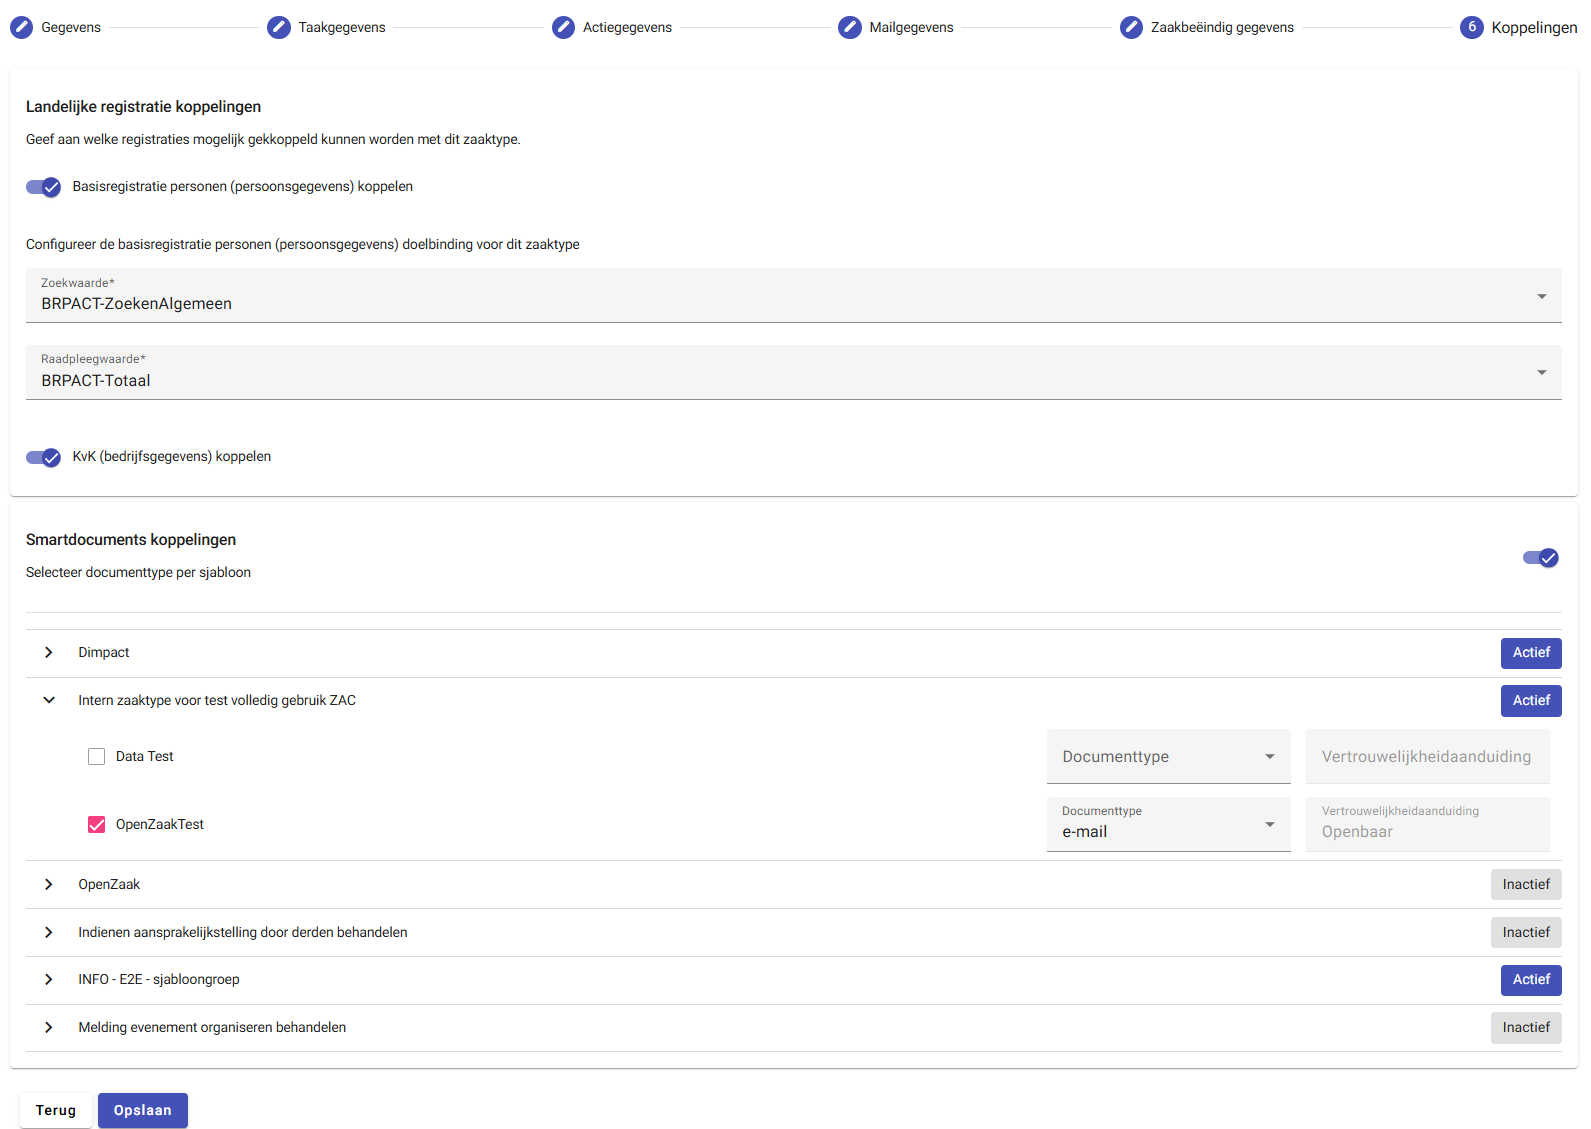 Gegevens Taakgegevens Actiegegevens Mailgegevens Zaakbeëindig gegevens 6 Koppelingen
Landelijke registratie koppelingen
Geef aan welke registraties mogelijk gekkoppeld kunnen worden met dit zaaktype.
Basisregistratie personen (persoonsgegevens) koppelen
Configureer de basisregistratie personen (persoonsgegevens) doelbinding voor dit zaaktype
Zoekwaarde*
BRPACT-ZoekenAlgemeen
Raadpleegwaarde*
BRPACT-Totaal
KvK (bedrijfsgegevens) koppelen
Smartdocuments koppelingen
Selecteer documenttype per sjabloon
Dimpact Actief
Intern zaaktype voor test volledig gebruik ZAC Actief
Data Test Documenttype Vertrouwelijkheidaanduiding
Documenttype Vertrouwelijkheidaanduiding
OpenZaakTest e-mail Openbaar
OpenZaak Inactief
Indienen aansprakelijkstelling door derden behandelen Inactief
INFO - E2E - sjabloongroep Actief
Melding evenement organiseren behandelen Inactief
Terug Opslaan